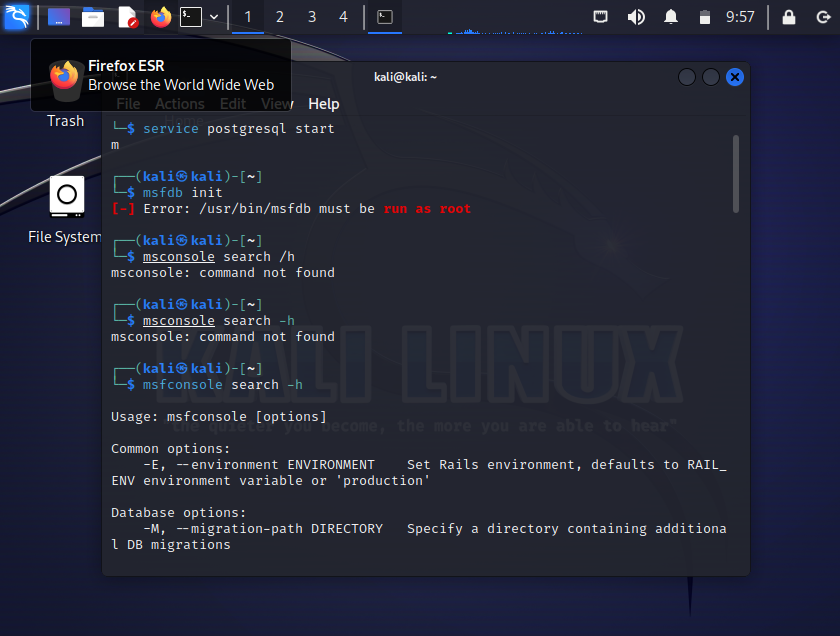 1 2 3 4 9:57
Firefox ESR
Browse the World Wide Web
Trash
File System
kali@kali: ~
File Actions Edit View Help
└─$ service postgresql start
m
┌──(kali㉿kali)-[~]
└─$ msfdb init
[-] Error: /usr/bin/msfdb must be run as root
┌──(kali㉿kali)-[~]
└─$ msconsole search /h
msconsole: command not found
┌──(kali㉿kali)-[~]
└─$ msconsole search -h
msconsole: command not found
┌──(kali㉿kali)-[~]
└─$ msfconsole search -h
Usage: msfconsole [options]
Common options:
    -E, --environment ENVIRONMENT    Set Rails environment, defaults to RAIL_
ENV environment variable or 'production'
Database options:
    -M, --migration-path DIRECTORY   Specify a directory containing additiona
l DB migrations
KALI LINUX
"the quieter you become, the more you are able to hear"